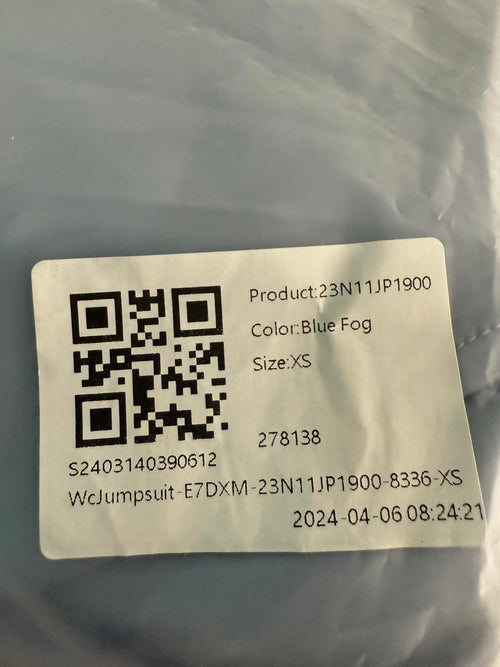 Product:23N11JP1900
Color:Blue Fog
Size:XS
278138
S2403140390612
WcJumpsuit-E7DXM-23N11JP1900-8336-XS
2024-04-06 08:24:21